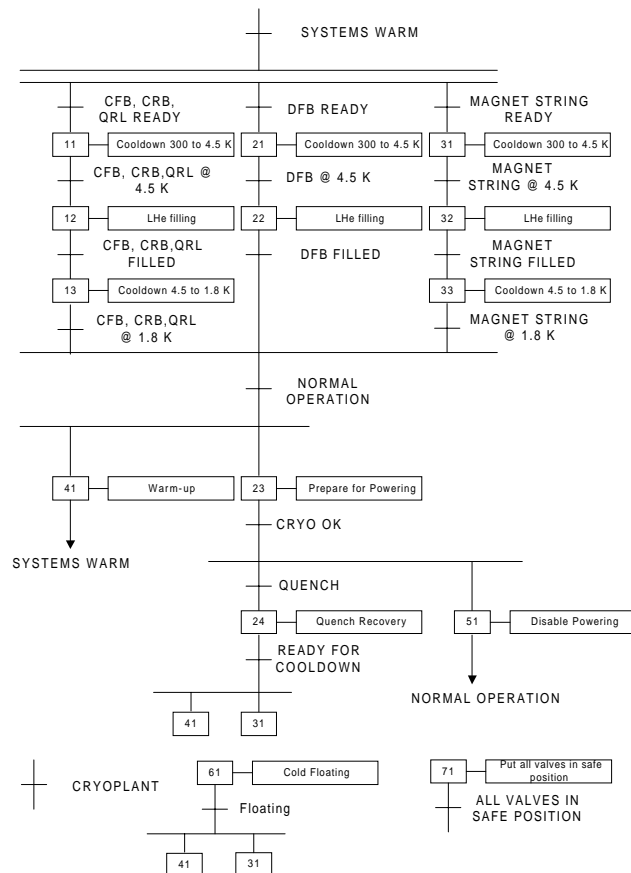 SYSTEMS WARM
CFB, CRB,
QRL READY
DFB READY
MAGNET STRING
READY
11
Cooldown 300 to 4.5 K
21
Cooldown 300 to 4.5 K
31
Cooldown 300 to 4.5 K
CFB, CRB,QRL @
4.5 K
DFB @ 4.5 K
MAGNET
STRING @ 4.5 K
12
LHe filling
22
LHe filling
32
LHe filling
CFB, CRB,QRL
FILLED
DFB FILLED
MAGNET
STRING FILLED
13
Cooldown 4.5 to 1.8 K
33
Cooldown 4.5 to 1.8 K
CFB, CRB,QRL
@ 1.8 K
MAGNET STRING
@ 1.8 K
NORMAL
OPERATION
41
Warm-up
23
Prepare for Powering
CRYO OK
SYSTEMS WARM
QUENCH
24
Quench Recovery
51
Disable Powering
READY FOR
COOLDOWN
NORMAL OPERATION
41
31
CRYOPLANT
61
Cold Floating
71
Put all valves in safe
position
Floating
ALL VALVES IN
SAFE POSITION
41
31